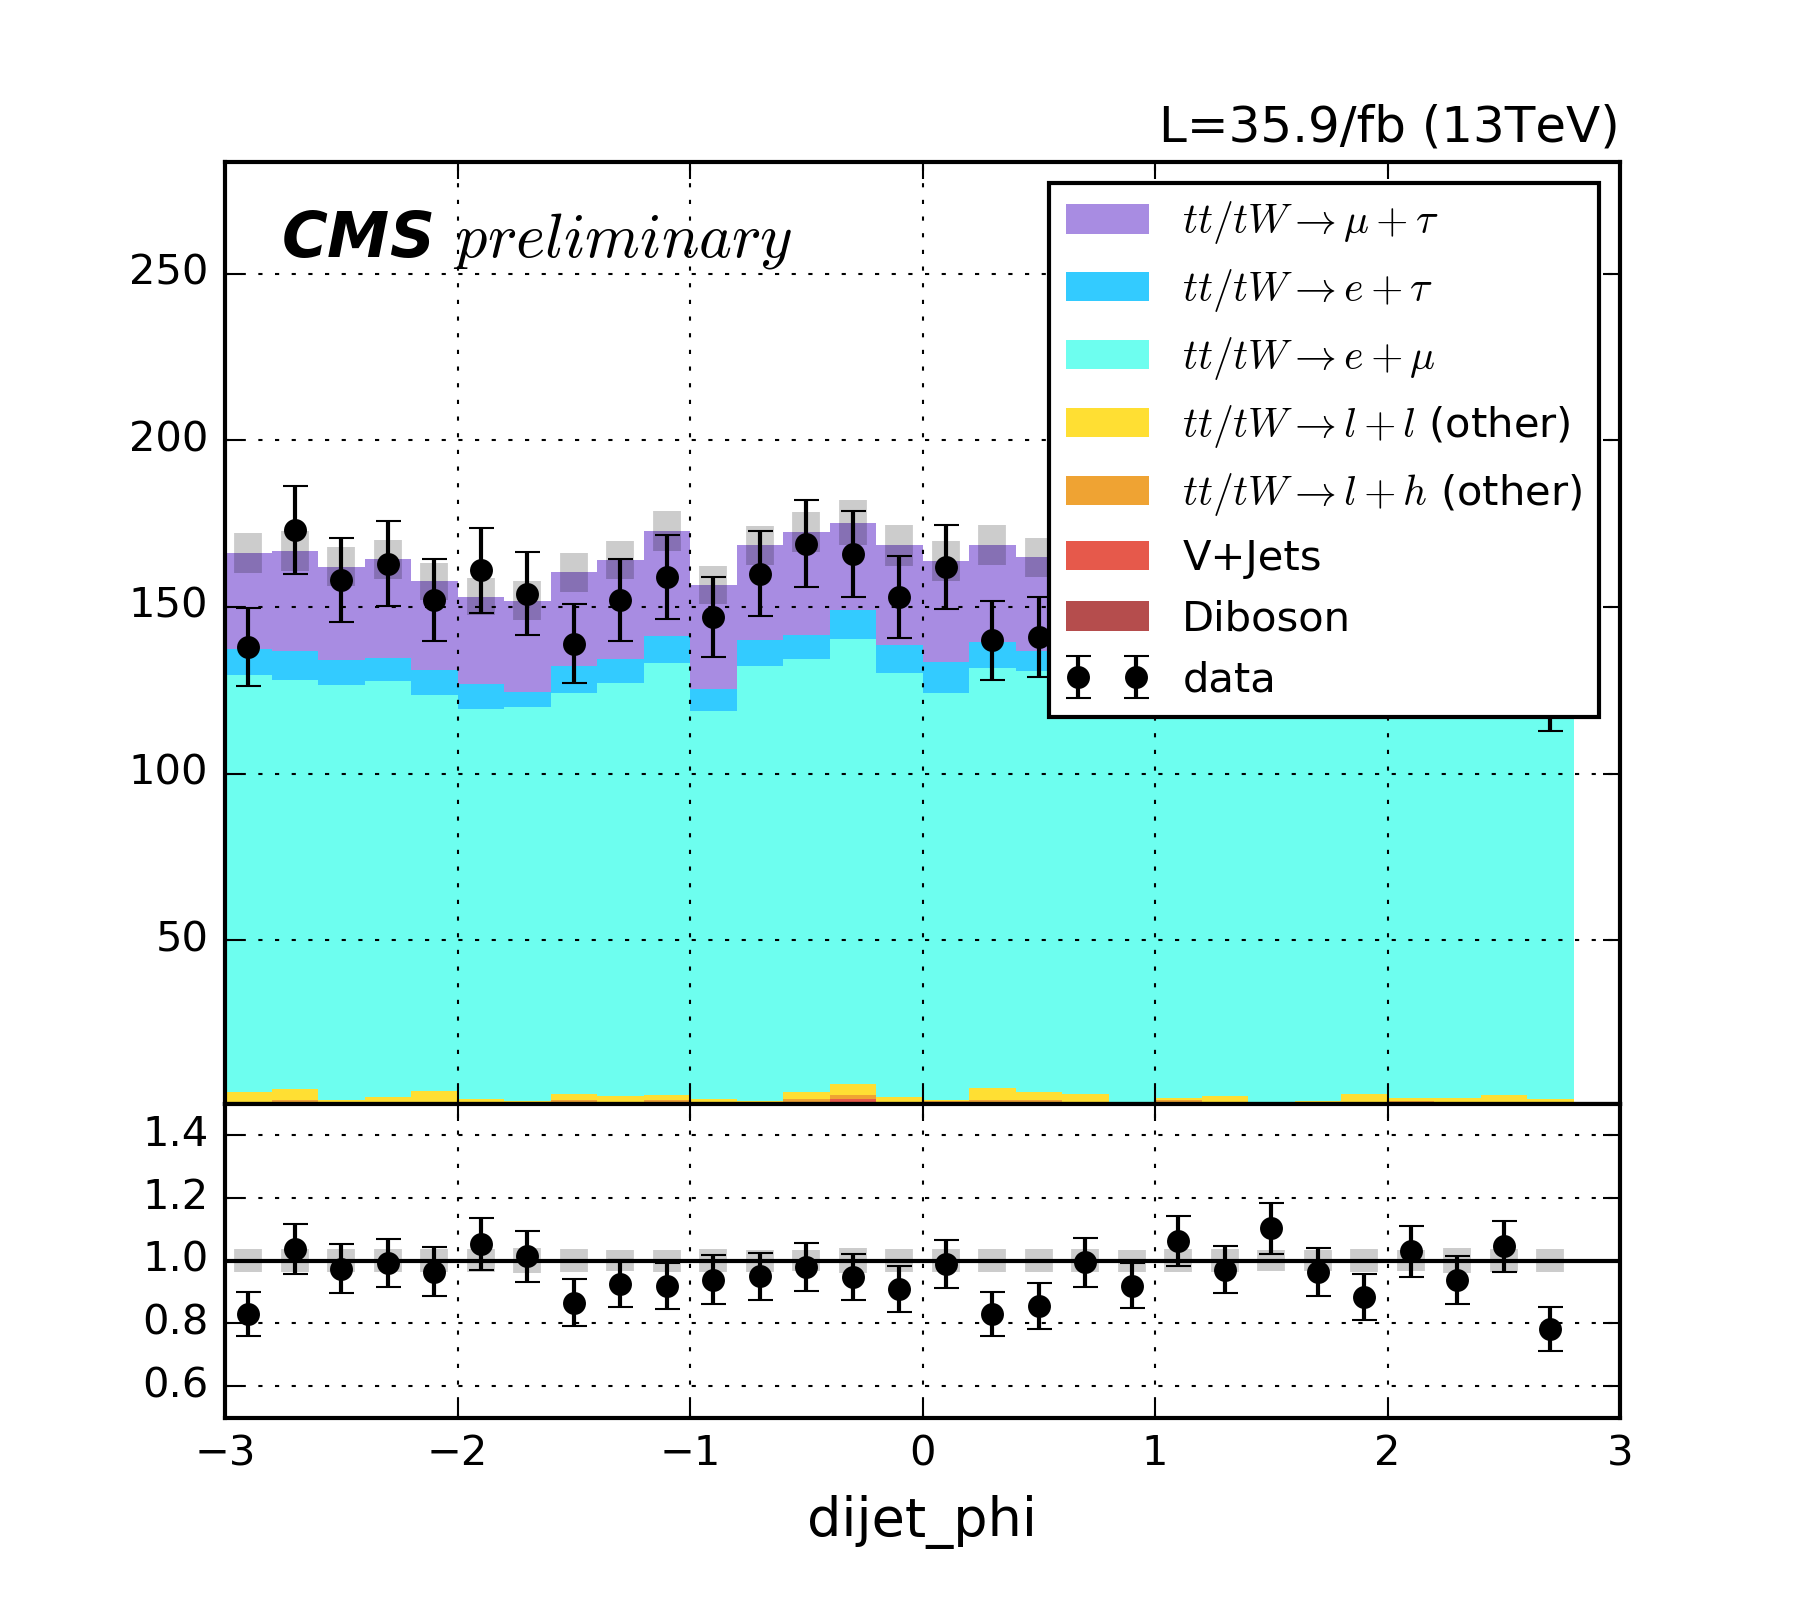 L=35.9/fb (13TeV)
CMS preliminary
250
200
150
100
50
tt/tW → μ + τ
tt/tW → e + τ
tt/tW → e + μ
tt/tW → l + l (other)
tt/tW → l + h (other)
V+Jets
Diboson
data
1.4
1.2
1.0
0.8
0.6
−3 −2 −1 0 1 2 3
dijet_phi